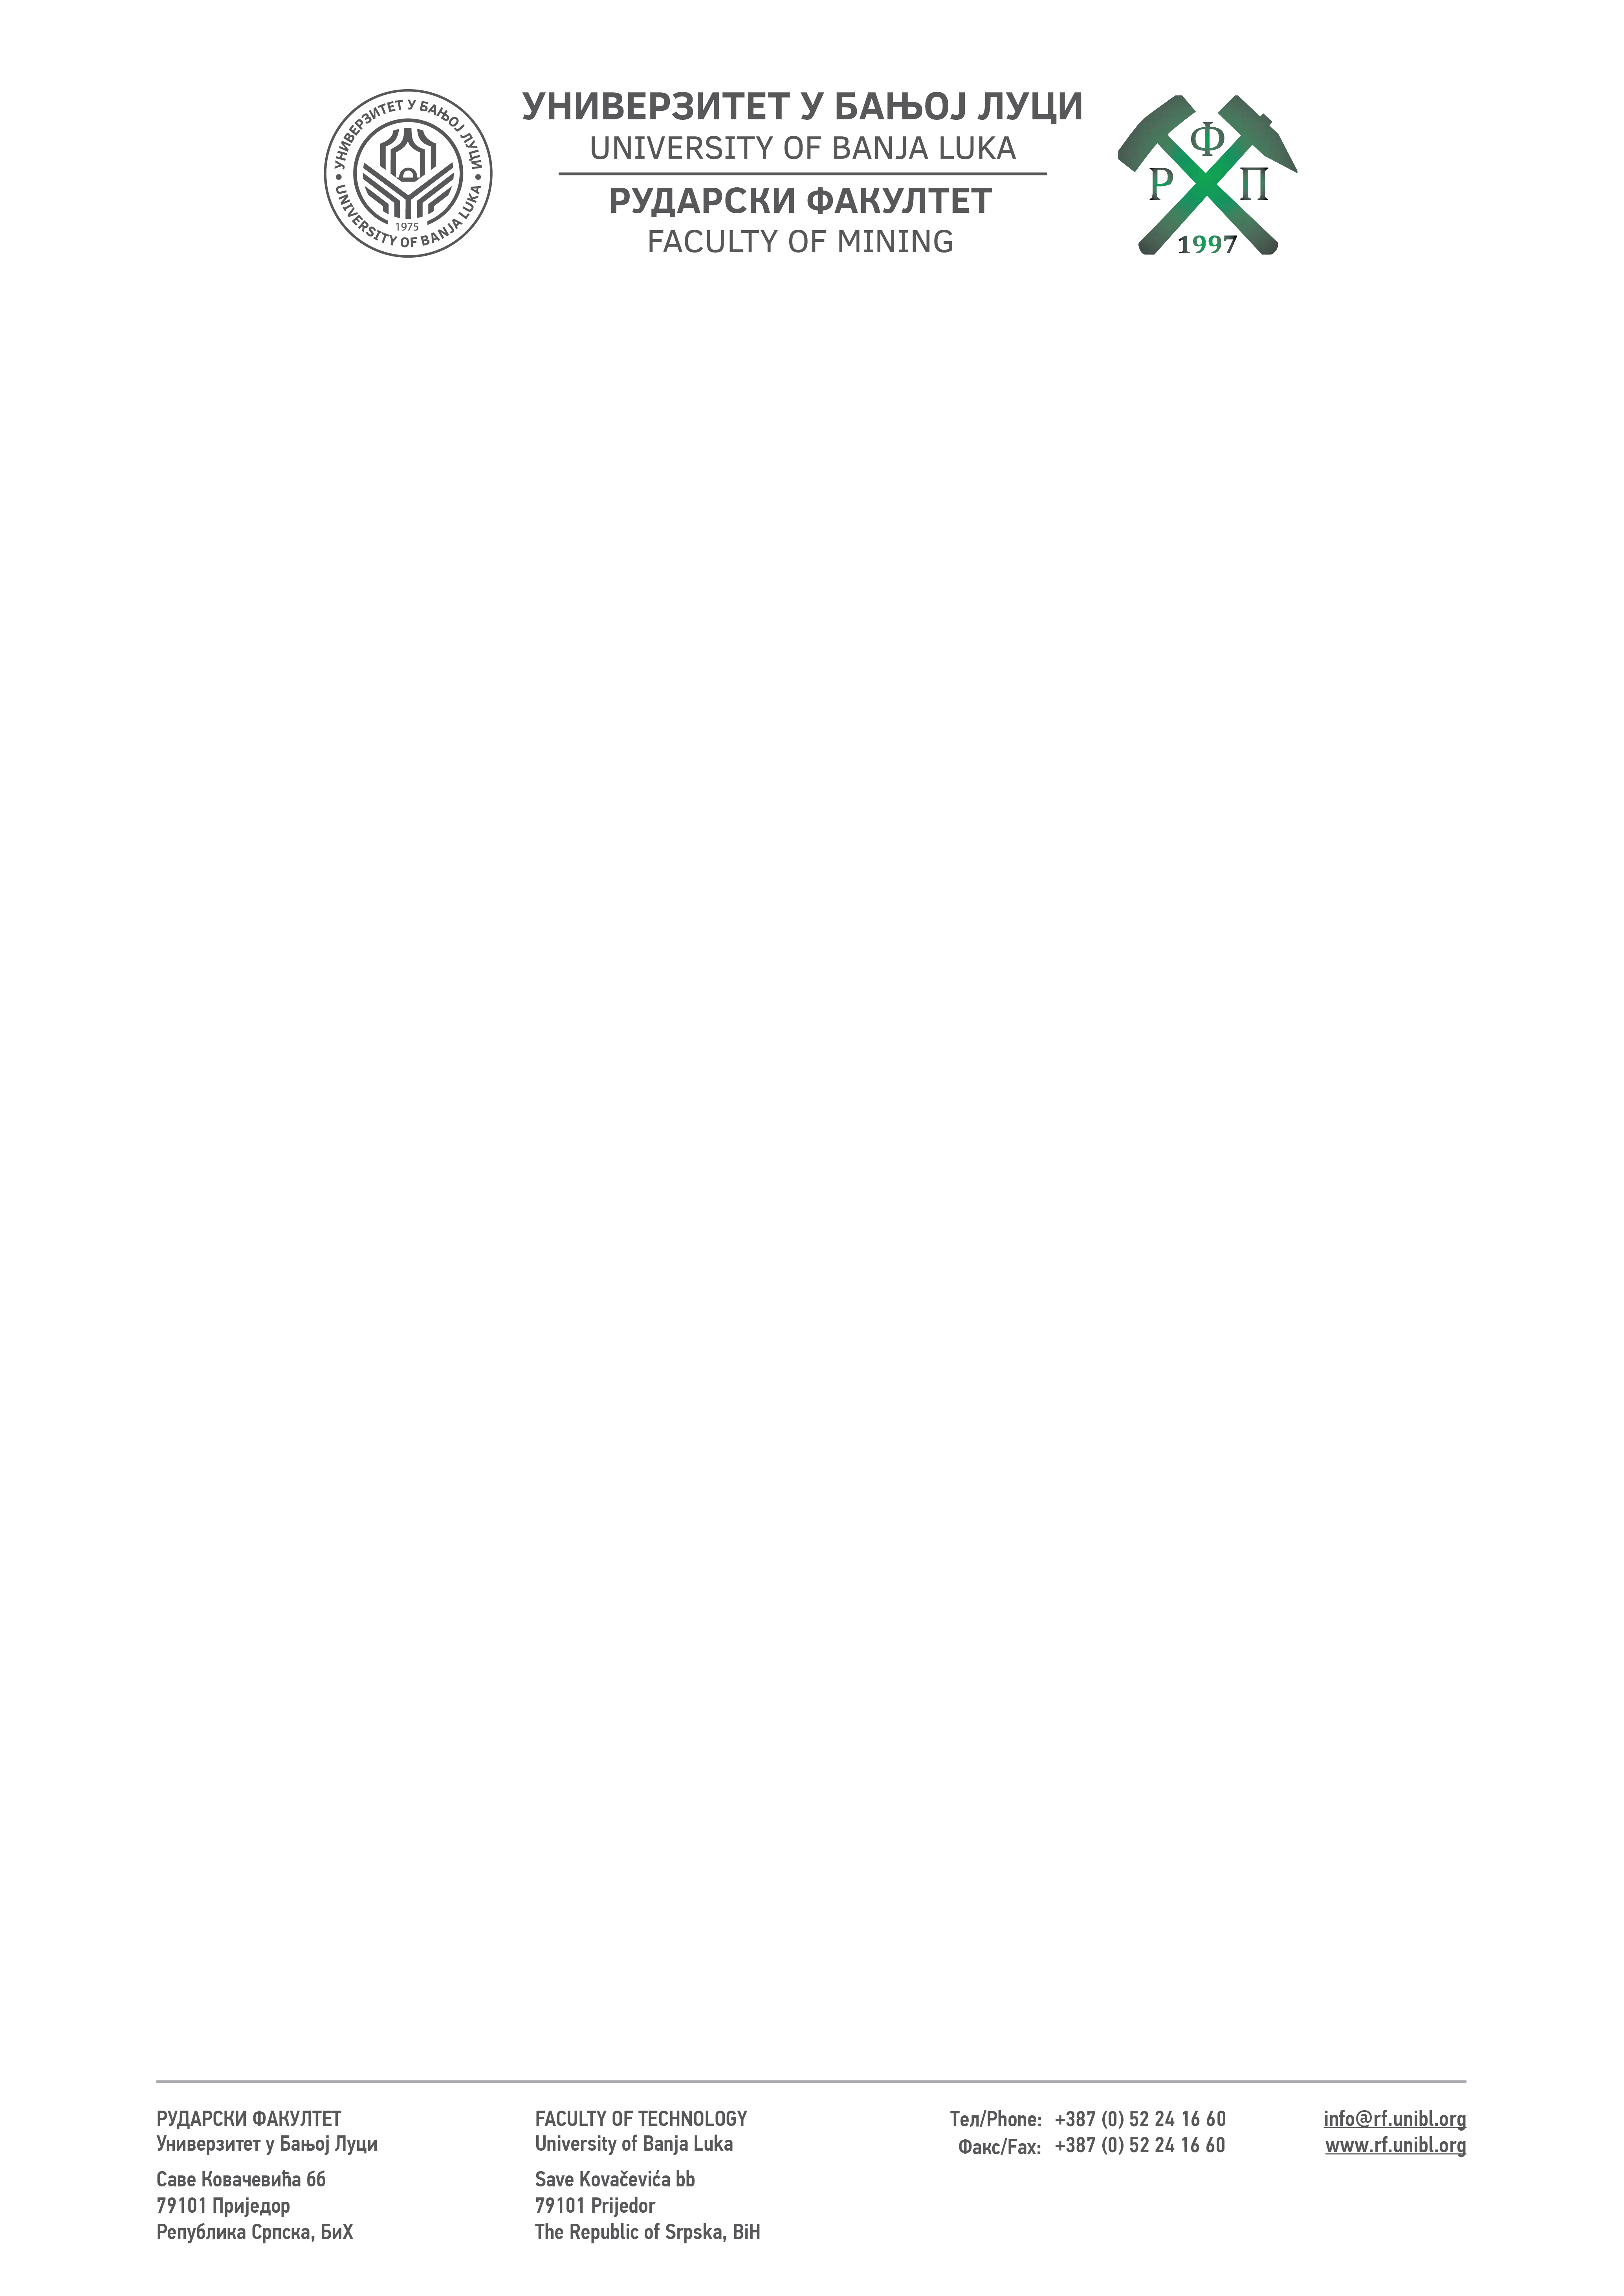 УНИВЕРЗИТЕТ У БАЊОЈ ЛУЦИ
UNIVERSITY OF BANJA LUKA
1975
УНИВЕРЗИТЕТ У БАЊОЈ ЛУЦИ
UNIVERSITY OF BANJA LUKA
РУДАРСКИ ФАКУЛТЕТ
FACULTY OF MINING
Ф
Р П
1997
РУДАРСКИ ФАКУЛТЕТ
Универзитет у Бањој Луци
Саве Ковачевића бб
79101 Приједор
Република Српска, БиХ
FACULTY OF TECHNOLOGY
University of Banja Luka
Save Kovačevića bb
79101 Prijedor
The Republic of Srpska, BiH
Тел/Phone: +387 (0) 52 24 16 60
Факс/Fax: +387 (0) 52 24 16 60
info@rf.unibl.org
www.rf.unibl.org